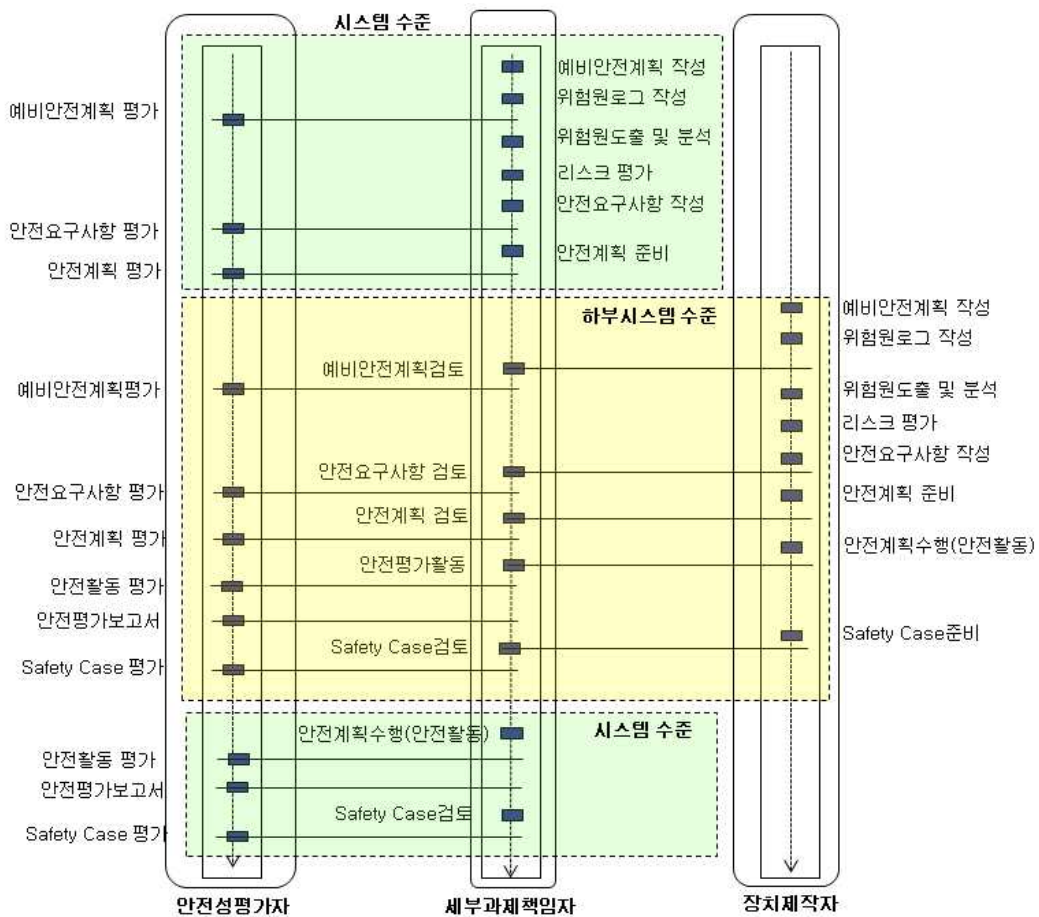 시스템 수준
예비안전계획 작성
위험원로그 작성
예비안전계획 평가
위험원도출 및 분석
리스크 평가
안전요구사항 작성
안전요구사항 평가
안전계획 준비
안전계획 평가
하부시스템 수준
예비안전계획 작성
위험원로그 작성
예비안전계획검토
예비안전계획평가
위험원도출 및 분석
리스크 평가
안전요구사항 작성
안전요구사항 검토
안전요구사항 평가
안전계획 준비
안전계획 검토
안전계획 평가
안전계획수행(안전활동)
안전평가활동
안전활동 평가
안전평가보고서
Safety Case준비
Safety Case검토
Safety Case 평가
시스템 수준
안전계획수행(안전활동)
안전활동 평가
안전평가보고서
Safety Case검토
Safety Case 평가
안전성평가자
세부과제책임자
장치제작자